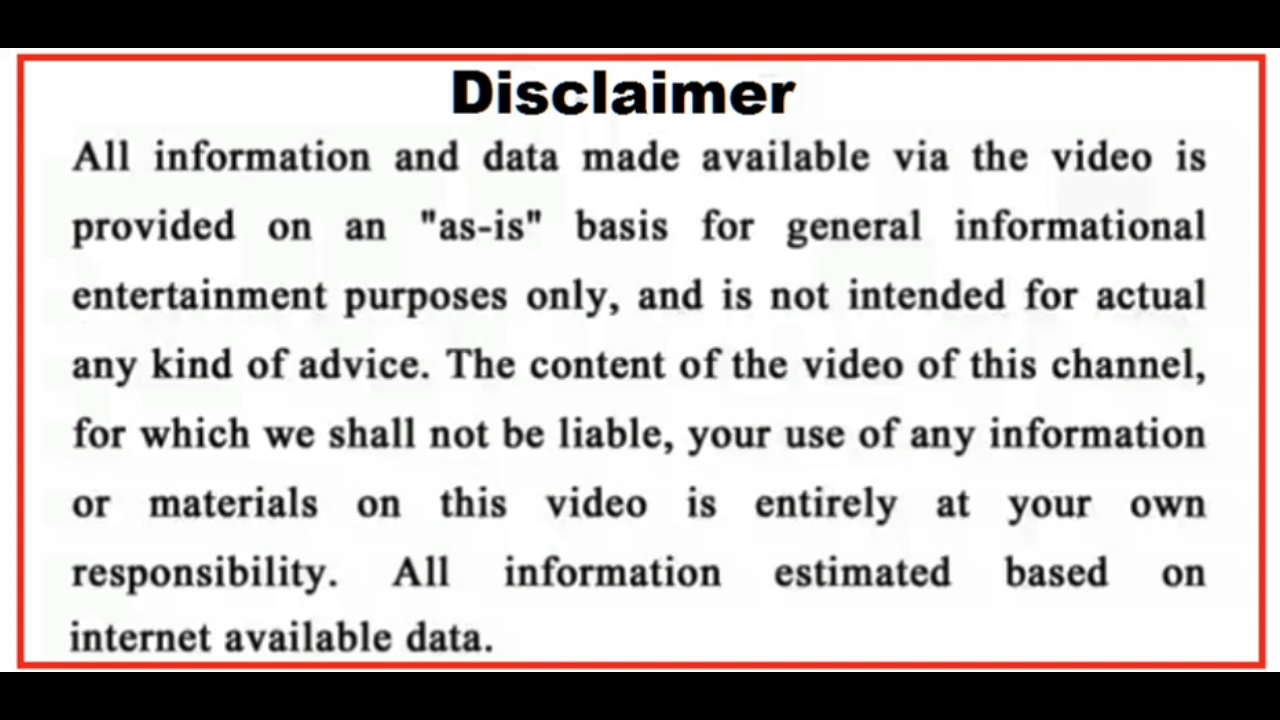 Disclaimer
All information and data made available via the video is
provided on an "as-is" basis for general informational
entertainment purposes only, and is not intended for actual
any kind of advice. The content of the video of this channel,
for which we shall not be liable, your use of any information
or materials on this video is entirely at your own
responsibility. All information estimated based on
internet available data.